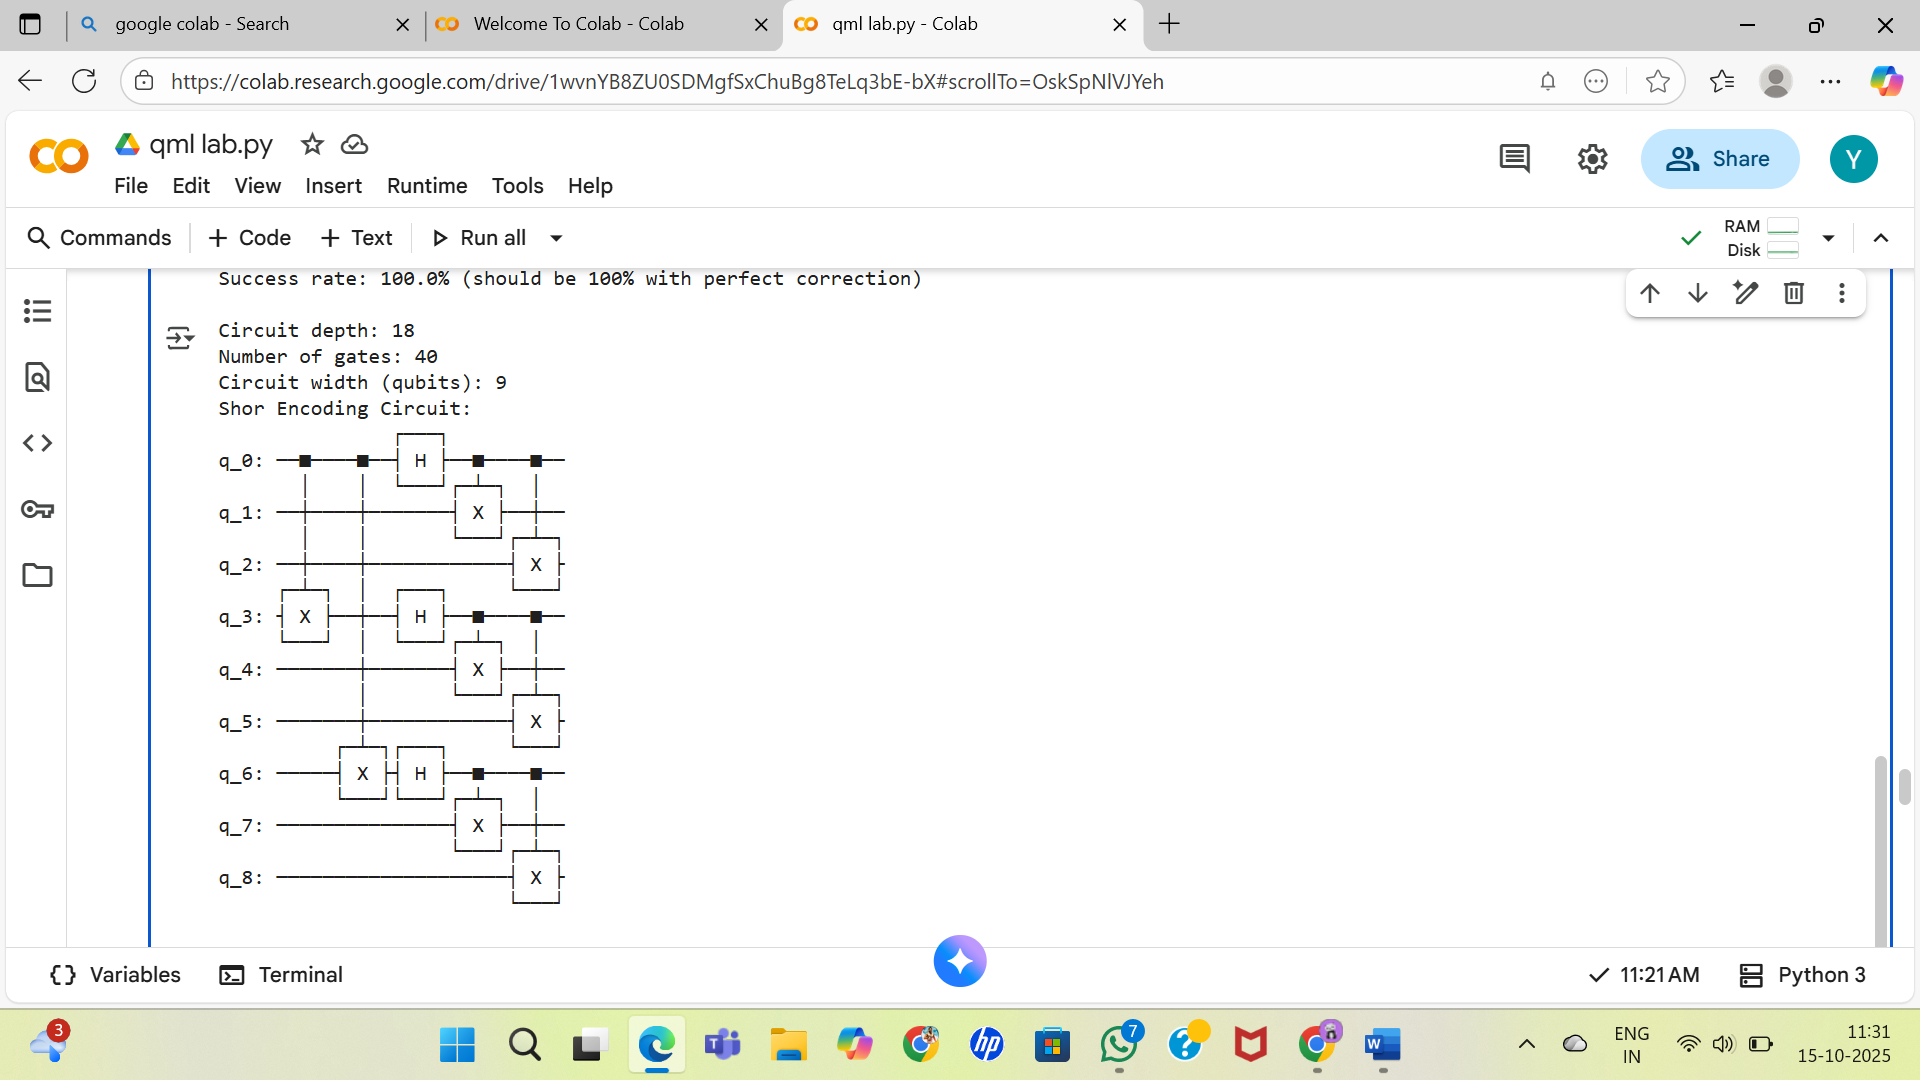 google colab - Search
Welcome To Colab - Colab
qml lab.py - Colab
https://colab.research.google.com/drive/1wvnYB8ZU0SDMgfSxChuBg8TeLq3bE-bX#scrollTo=OskSpNlVJYeh
qml lab.py
File Edit View Insert Runtime Tools Help
Share
Y
Commands + Code + Text Run all
RAM
Disk
Success rate: 100.0% (should be 100% with perfect correction)
Circuit depth: 18
Number of gates: 40
Circuit width (qubits): 9
Shor Encoding Circuit:
q_0: H
q_1: X
q_2: X
q_3: X H
q_4: X
q_5: X
q_6: X H
q_7: X
q_8: X
Variables Terminal
11:21 AM Python 3
3
T
hp
7
?
W
ENG
IN
11:31
15-10-2025